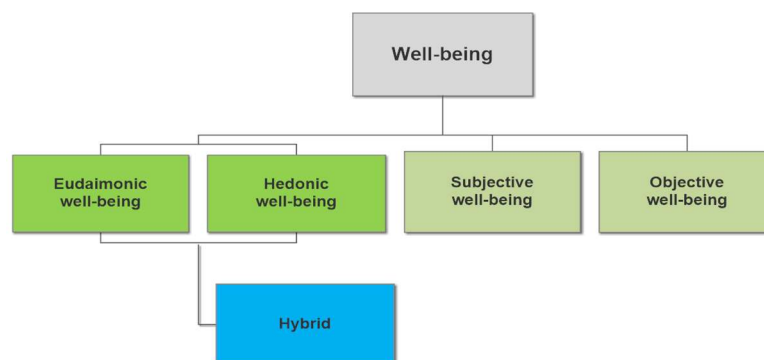 Well-being
Eudaimonic
well-being
Hedonic
well-being
Subjective
well-being
Objective
well-being
Hybrid